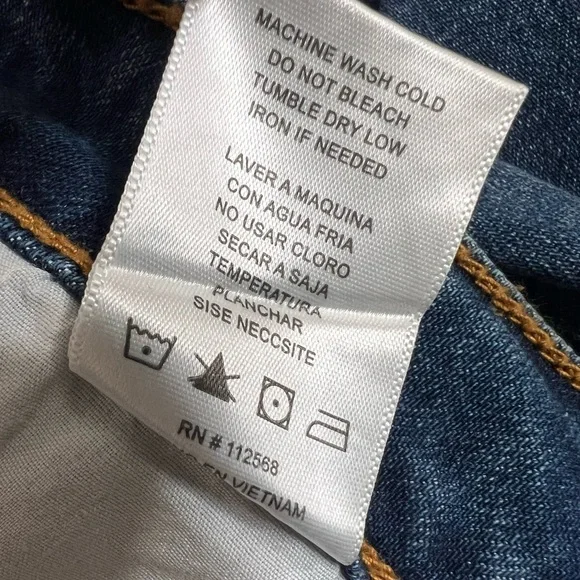 MACHINE WASH COLD
DO NOT BLEACH
TUMBLE DRY LOW
IRON IF NEEDED
LAVER A MAQUINA
CON AGUA FRIA
NO USAR CLORO
SECAR A SAJA
TEMPERATURA
PLANCHAR
SISE NECCSITE
RN # 112568
EN VIETNAM